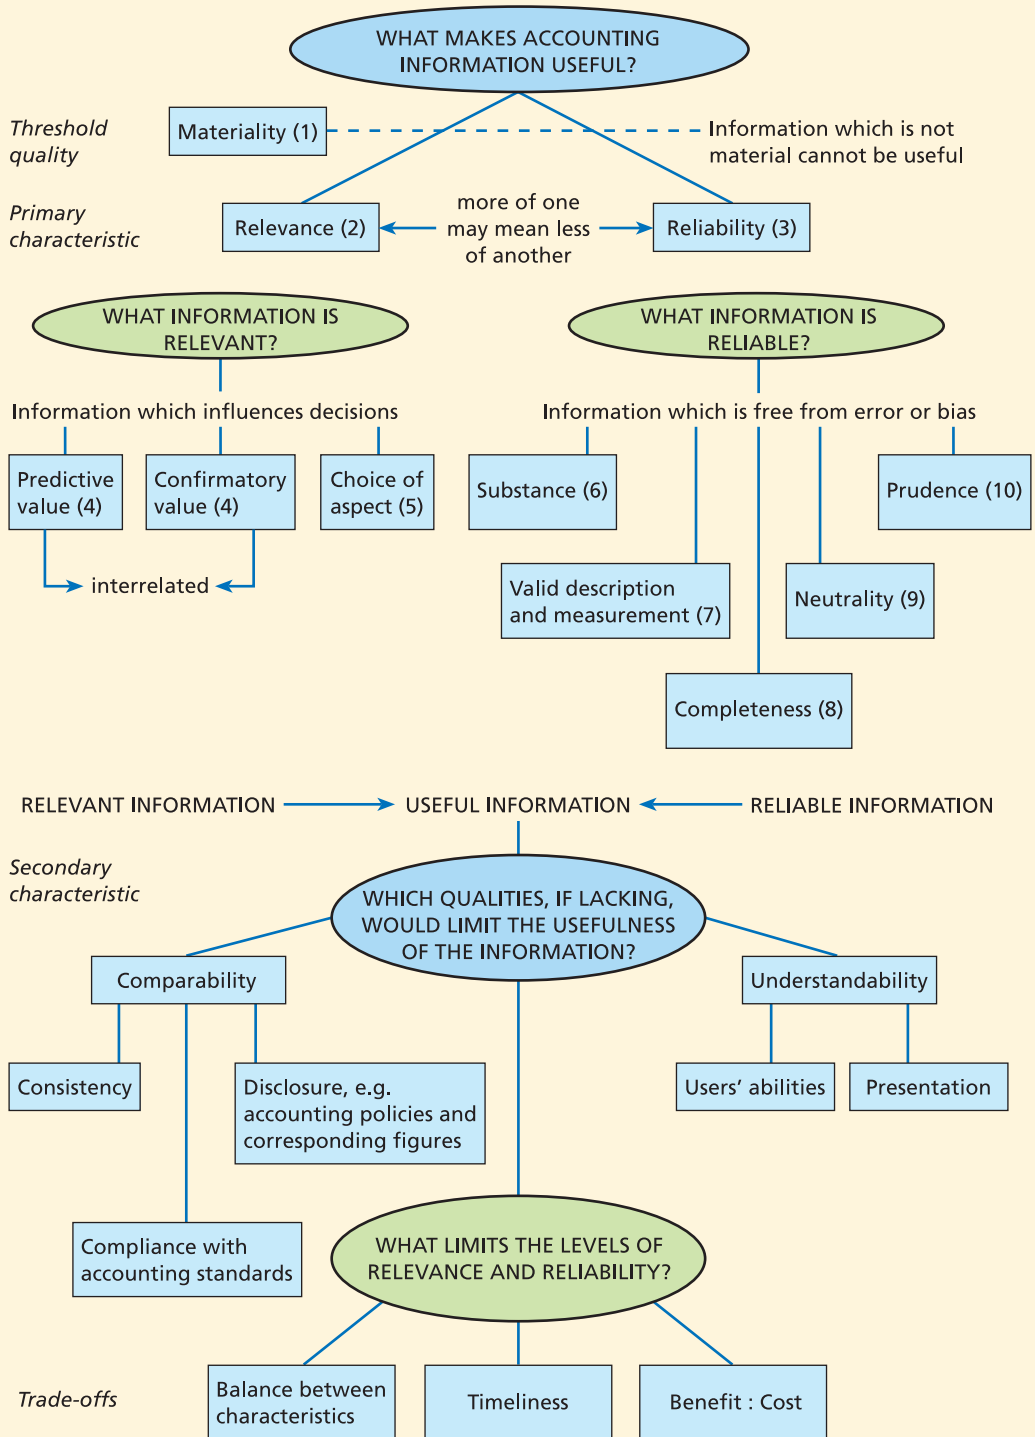 WHAT MAKES ACCOUNTING
INFORMATION USEFUL?
Threshold
quality
Materiality (1)
Information which is not
material cannot be useful
Primary
characteristic
Relevance (2)
more of one
may mean less
of another
Reliability (3)
WHAT INFORMATION IS
RELEVANT?
WHAT INFORMATION IS
RELIABLE?
Information which influences decisions
Information which is free from error or bias
Predictive
value (4)
Confirmatory
value (4)
Choice of
aspect (5)
Substance (6)
Prudence (10)
interrelated
Valid description
and measurement (7)
Neutrality (9)
Completeness (8)
RELEVANT INFORMATION
USEFUL INFORMATION
RELIABLE INFORMATION
Secondary
characteristic
WHICH QUALITIES, IF LACKING,
WOULD LIMIT THE USEFULNESS
OF THE INFORMATION?
Comparability
Understandability
Consistency
Disclosure, e.g.
accounting policies and
corresponding figures
Users’ abilities
Presentation
Compliance with
accounting standards
WHAT LIMITS THE LEVELS OF
RELEVANCE AND RELIABILITY?
Trade-offs
Balance between
characteristics
Timeliness
Benefit : Cost